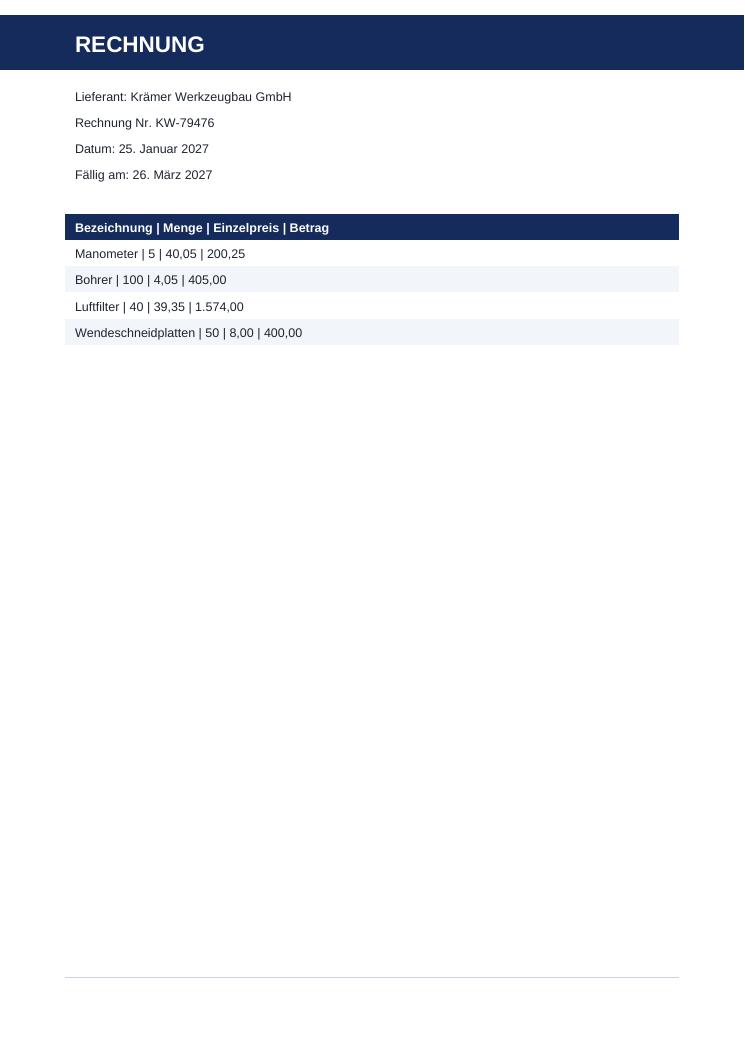 RECHNUNG
Lieferant: Krämer Werkzeugbau GmbH
Rechnung Nr. KW-79476
Datum: 25. Januar 2027
Fällig am: 26. März 2027
Bezeichnung | Menge | Einzelpreis | Betrag
Manometer | 5 | 40,05 | 200,25
Bohrer | 100 | 4,05 | 405,00
Luftfilter | 40 | 39,35 | 1.574,00
Wendeschneidplatten | 50 | 8,00 | 400,00